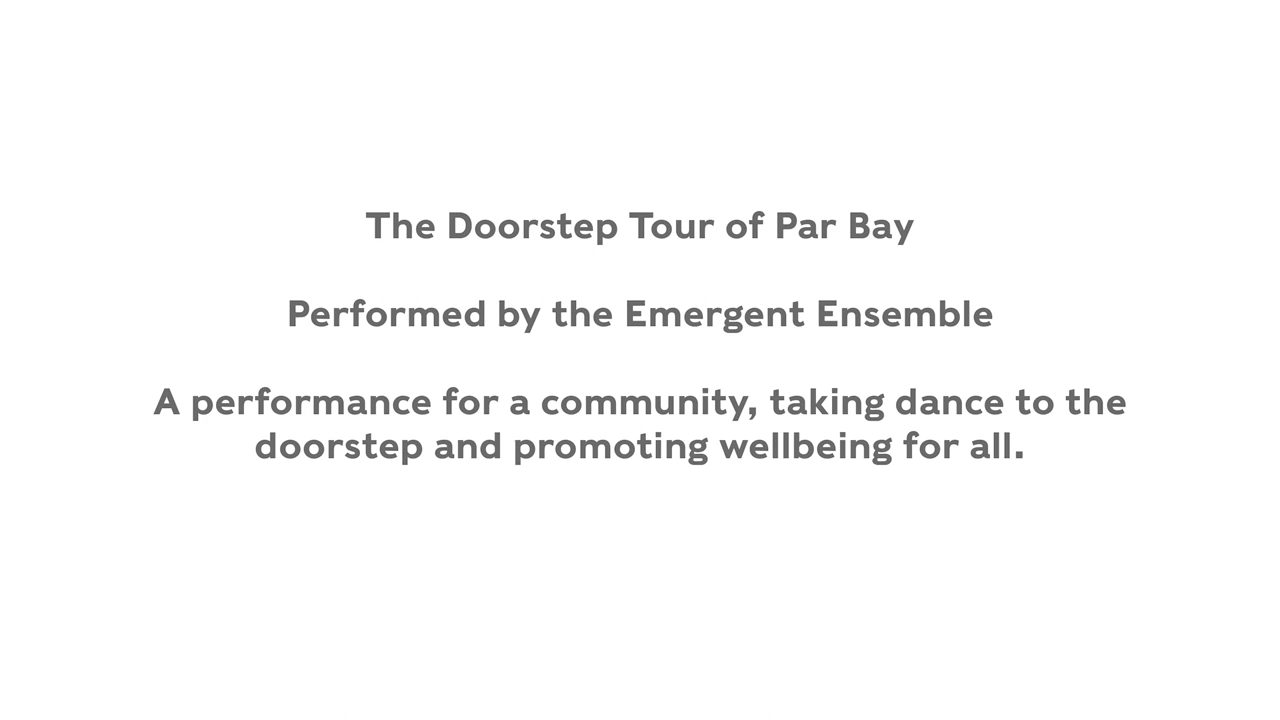 The Doorstep Tour of Par Bay
Performed by the Emergent Ensemble
A performance for a community, taking dance to the
doorstep and promoting wellbeing for all.